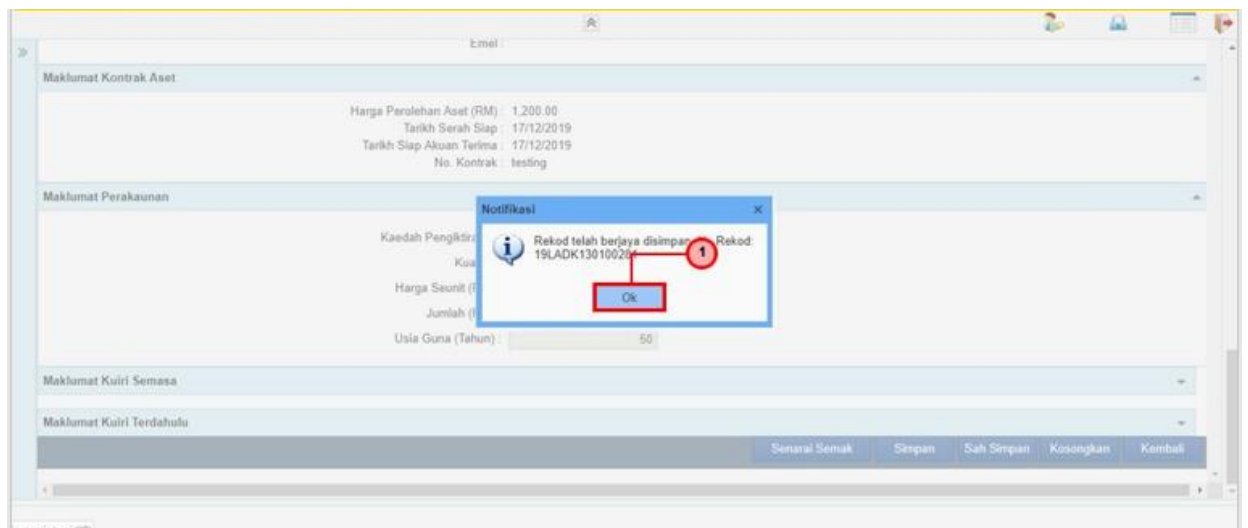 Emel :
Maklumat Kontrak Aset
Harga Perolehan Aset (RM) : 1,200.00
Tarikh Serah Siap : 17/12/2019
Tarikh Siap Akuan Terima : 17/12/2019
No. Kontrak : testing
Maklumat Perakaunan
Notifikasi
Kaedah Pengiktira
Rekod telah berjaya disimpan Rekod:
19LADK130100281
1
Kua
Harga Seunit (
Ok
Jumlah (
Usia Guna (Tahun) : 50
Maklumat Kuiri Semasa
Maklumat Kuiri Terdahulu
Senarai Semak Simpan Sah Simpan Kosongkan Kembali